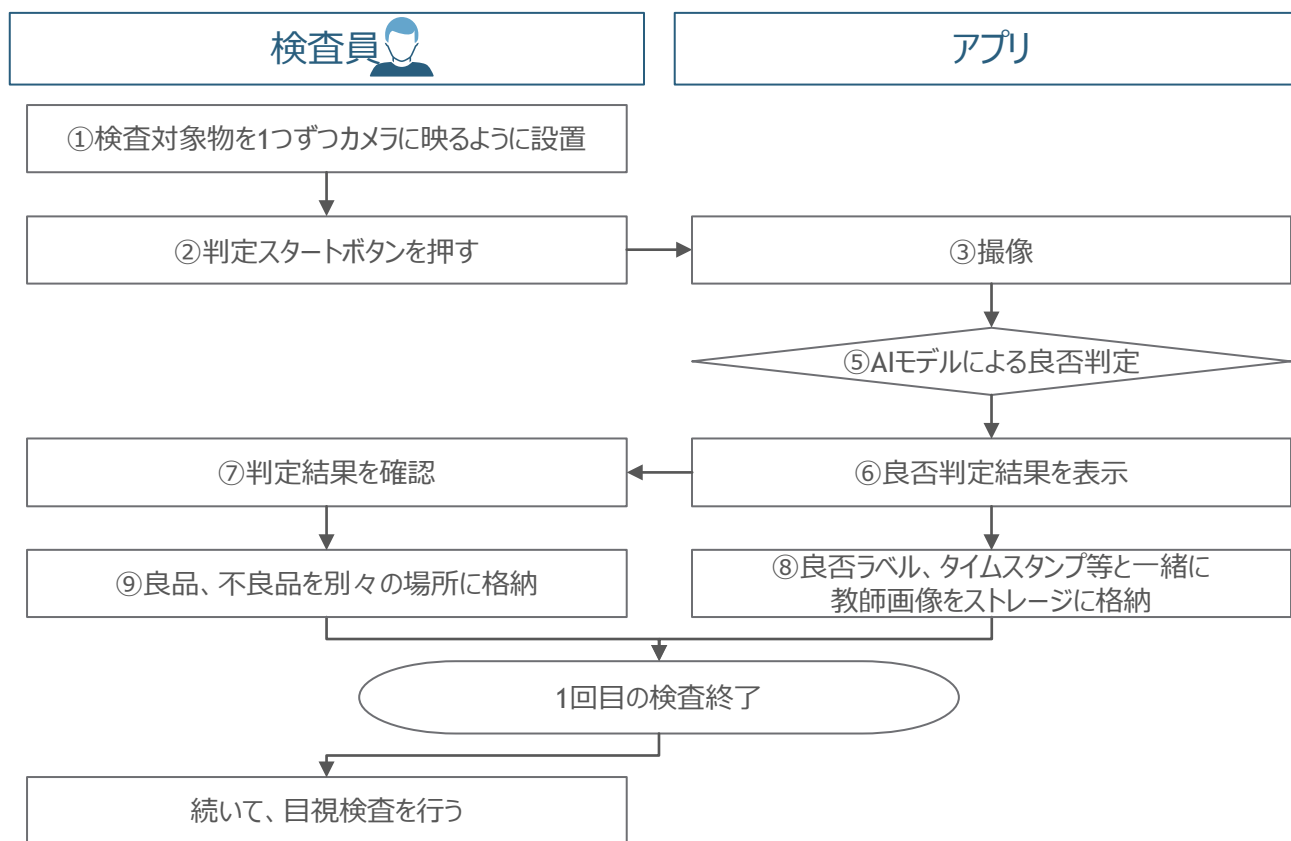 検査員
アプリ
①検査対象物を1つずつカメラに映るように設置
②判定スタートボタンを押す
③撮像
⑤AIモデルによる良否判定
⑦判定結果を確認
⑥良否判定結果を表示
⑨良品、不良品を別々の場所に格納
⑧良否ラベル、タイムスタンプ等と一緒に
教師画像をストレージに格納
1回目の検査終了
続いて、目視検査を行う